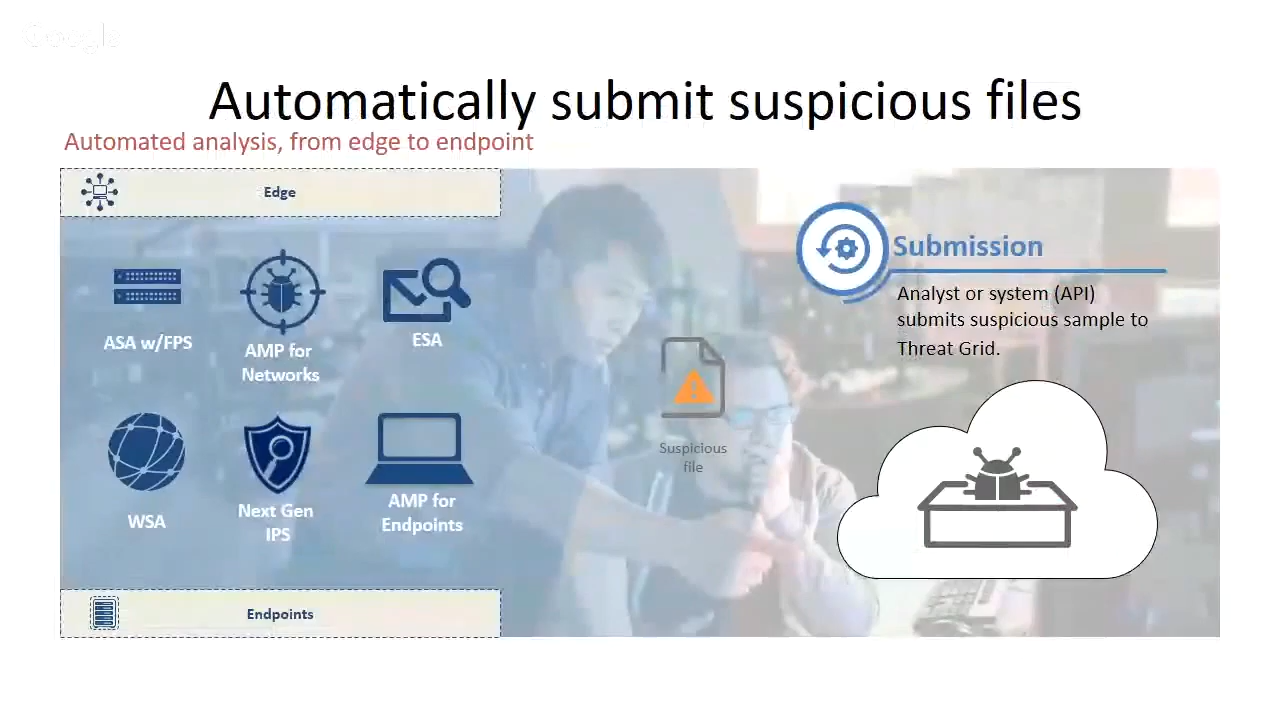 Google
Automatically submit suspicious files
Automated analysis, from edge to endpoint
Edge
ASA w/FPS
AMP for
Networks
ESA
WSA
Next Gen
IPS
AMP for
Endpoints
Endpoints
Suspicious
file
Submission
Analyst or system (API)
submits suspicious sample to
Threat Grid.